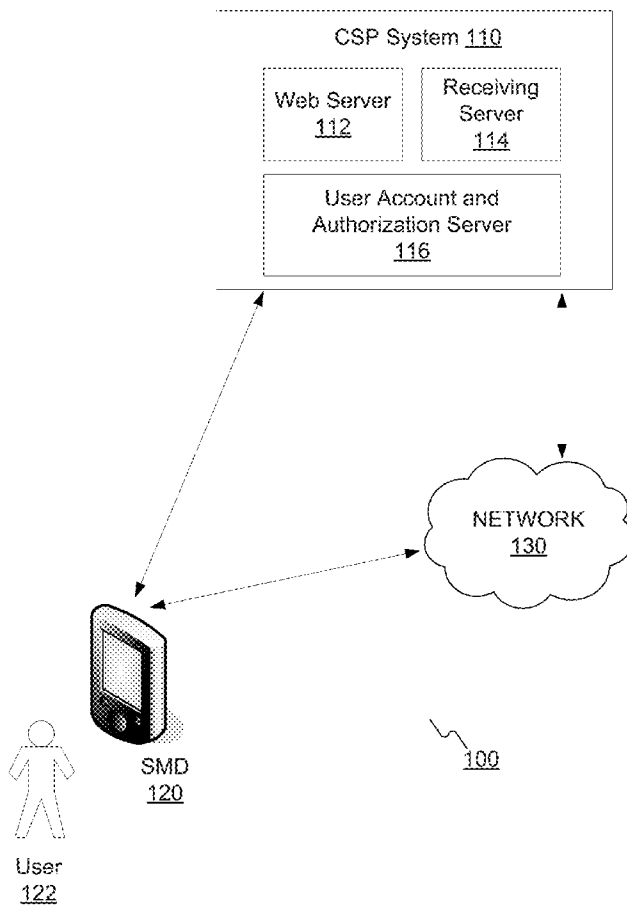 CSP System 110
Web Server
112
Receiving
Server
114
User Account and
Authorization Server
116
NETWORK
130
SMD
120
100
User
122